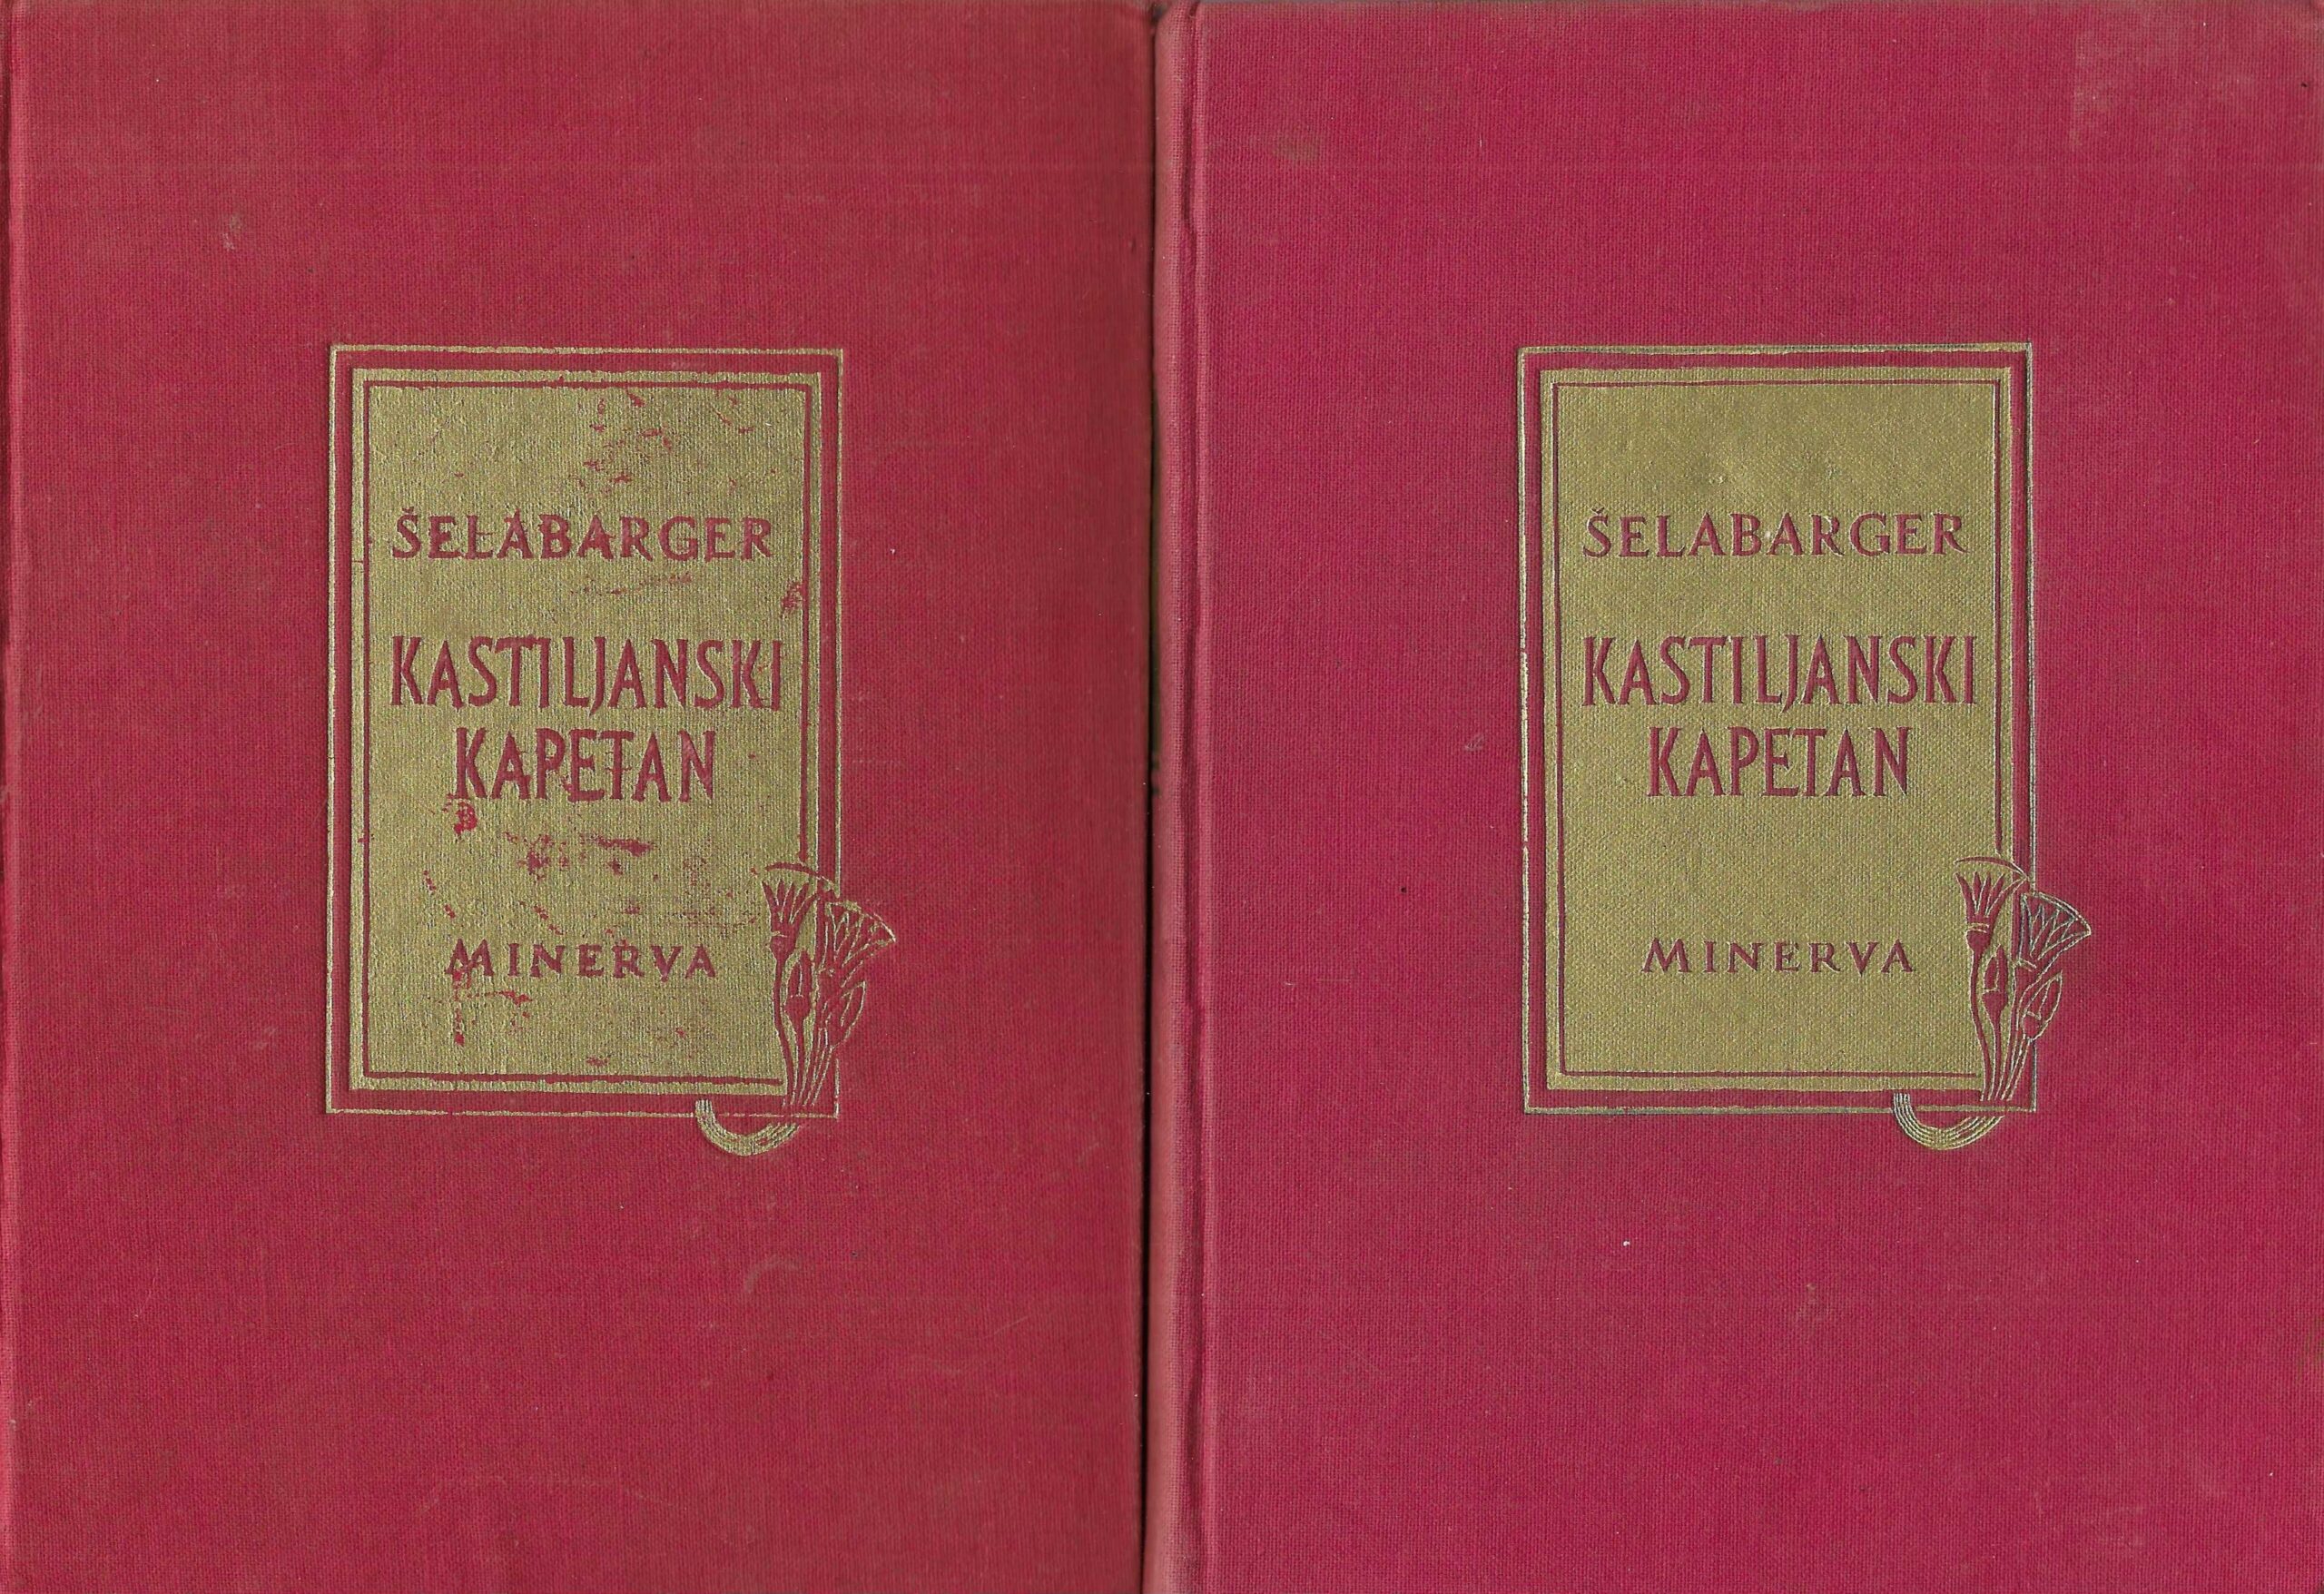 ŠELABARGER
KASTILJANSKI
KAPETAN
MINERVA
ŠELABARGER
KASTILJANSKI
KAPETAN
MINERVA